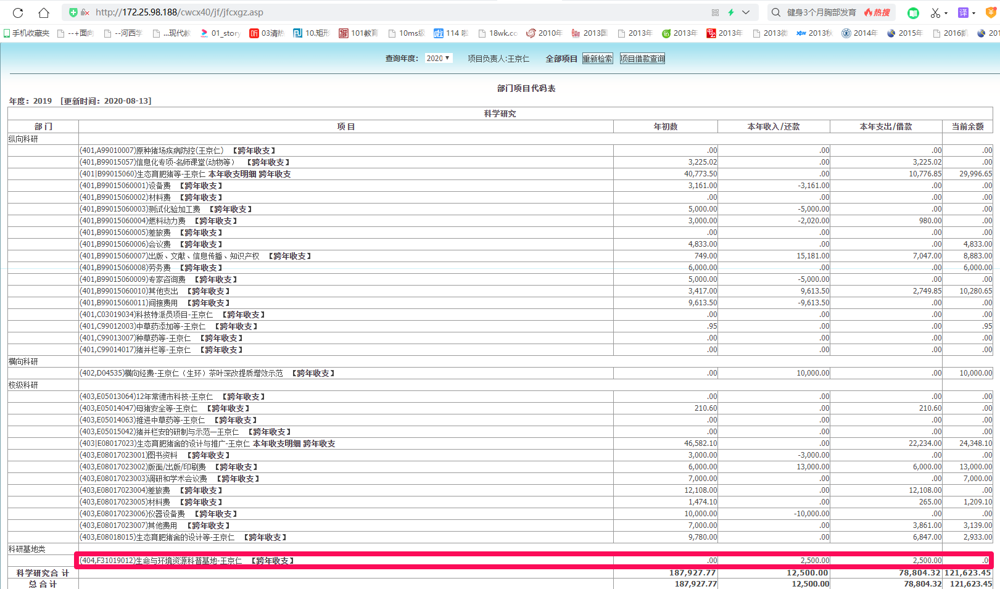 http://172.25.98.188/cwcx40/jf/jfcxgz.asp 健身3个月胸部发育 热搜 译
手机收藏夹 --+面向 --河西学 ...现代教 01_story 03清热 10.矩形 101教育 10ms级 114 啦 18wk.co 2010年 2013国 2013年 2013年 2013年 2013微 2013秋 2014年 2015年 2016凯 201
查询年度： 2020 项目负责人:王京仁 全部项目 重新检索 项目借款查询
部门项目代码表
年度：2019 [更新时间：2020-08-13]
科学研究
部 门 项 目 年初数 本年收入/还款 本年支出/借款 当前余额
纵向科研
(401,A99010007)原种猪场疾病防控(王京仁) 【跨年收支】 .00 .00 .00 .00
(401,B99015057)信息化专项-名师课堂(动物等) 【跨年收支】 3,225.02 .00 3,225.02 .00
(401|B99015060)生态育肥猪等-王京仁 本年收支明细 跨年收支 40,773.50 .00 10,776.85 29,996.65
(401,B99015060001)设备费 【跨年收支】 3,161.00 -3,161.00 .00 .00
(401,B99015060002)材料费 【跨年收支】 .00 .00 .00 .00
(401,B99015060003)测试化验加工费 【跨年收支】 5,000.00 -5,000.00 .00 .00
(401,B99015060004)燃料动力费 【跨年收支】 3,000.00 -2,020.00 980.00 .00
(401,B99015060005)差旅费 【跨年收支】 .00 .00 .00 .00
(401,B99015060006)会议费 【跨年收支】 4,833.00 .00 .00 4,833.00
(401,B99015060007)出版、文献、信息传播、知识产权 【跨年收支】 749.00 15,181.00 7,047.00 8,883.00
(401,B99015060008)劳务费 【跨年收支】 6,000.00 .00 .00 6,000.00
(401,B99015060009)专家咨询费 【跨年收支】 5,000.00 -5,000.00 .00 .00
(401,B99015060010)其他支出 【跨年收支】 3,417.00 9,613.50 2,749.85 10,280.65
(401,B99015060011)间接费用 【跨年收支】 9,613.50 -9,613.50 .00 .00
(401,C03019034)科技特派员项目-王京仁 【跨年收支】 .00 .00 .00 .00
(401,C99012003)中草药添加等-王京仁 【跨年收支】 .95 .00 .00 .95
(401,C99013007)种草药等-王京仁 【跨年收支】 .00 .00 .00 .00
(401,C99014017)猪并栏等-王京仁 【跨年收支】 .00 .00 .00 .00
横向科研
(402,D04535)横向经费-王京仁（生环）茶叶深改提质增效示范 【跨年收支】 .00 10,000.00 .00 10,000.00
校级科研
(403,E05013064)12年常德市科技-王京仁 【跨年收支】 .00 .00 .00 .00
(403,E05014047)母猪安全等-王京仁 【跨年收支】 210.60 .00 210.60 .00
(403,E05014063)推进中草药等-王京仁 【跨年收支】 .00 .00 .00 .00
(403,E05015042)猪并栏安的研制与示范—王京仁 【跨年收支】 .00 .00 .00 .00
(403|E08017023)生态育肥猪舍的设计与推广-王京仁 本年收支明细 跨年收支 46,582.10 .00 22,234.00 24,348.10
(403,E08017023001)图书资料 【跨年收支】 3,000.00 -3,000.00 .00 .00
(403,E08017023002)版面/出版/印刷费 【跨年收支】 6,000.00 13,000.00 6,000.00 13,000.00
(403,E08017023003)调研和学术会议费 【跨年收支】 7,000.00 .00 .00 7,000.00
(403,E08017023004)差旅费 【跨年收支】 12,108.00 .00 12,108.00 .00
(403,E08017023005)材料费 【跨年收支】 1,474.10 .00 265.00 1,209.10
(403,E08017023006)仪器设备费 【跨年收支】 10,000.00 -10,000.00 .00 .00
(403,E08017023007)其他费用 【跨年收支】 7,000.00 .00 3,861.00 3,139.00
(403,E08018015)生态育肥猪舍的设计等-王京仁 【跨年收支】 9,780.00 .00 6,847.00 2,933.00
科研基地类
(404,F31019012)生命与环境资源科普基地-王京仁 【跨年收支】 .00 2,500.00 2,500.00 .0
科学研究合 计 187,927.77 12,500.00 78,804.32 121,623.45
总 合 计 187,927.77 12,500.00 78,804.32 121,623.45